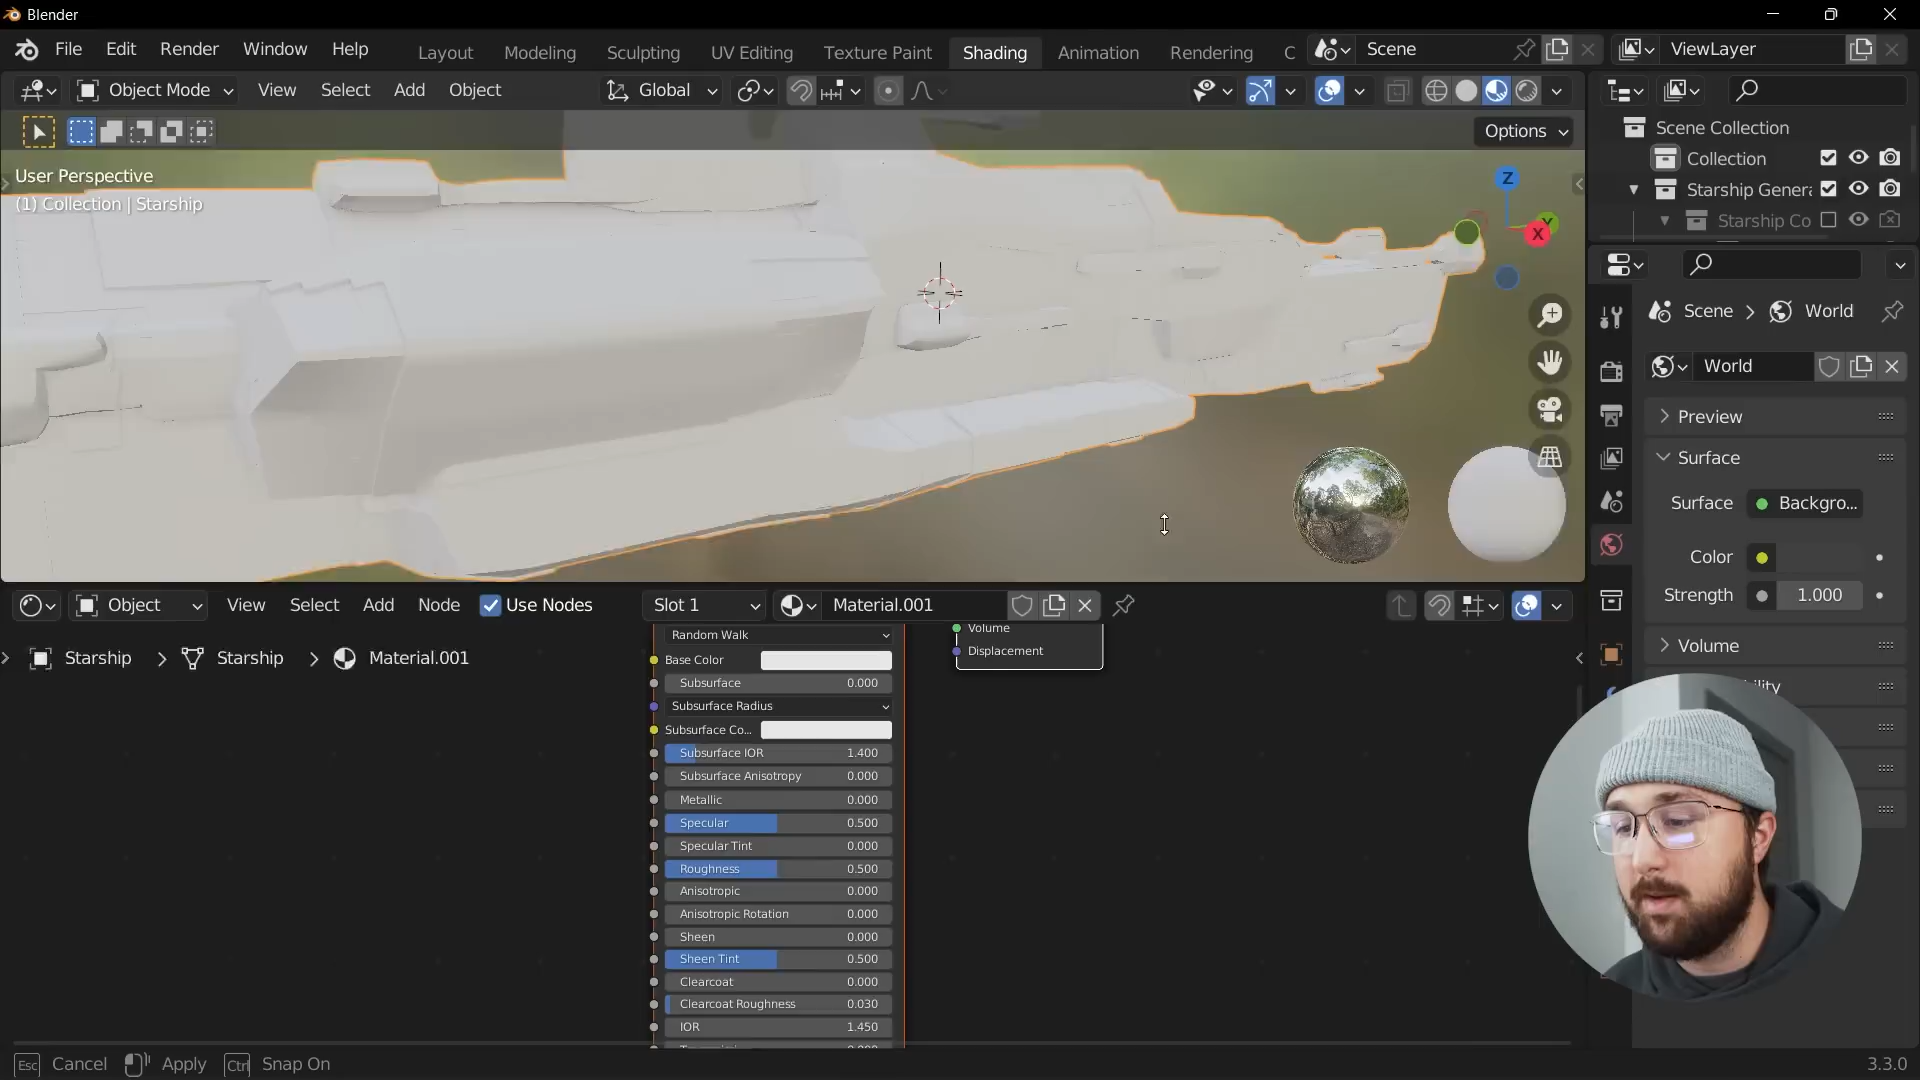 Blender
File Edit Render Window Help Layout Modeling Sculpting UV Editing Texture Paint Shading Animation Rendering C Scene ViewLayer
Object Mode View Select Add Object Global
Options
User Perspective
(1) Collection | Starship
Z
Y
X
Scene Collection
Collection
Starship Genera
Starship Co
Scene > World
World
Preview
Surface
Surface Backgro...
Color
Strength 1.000
Volume
ility
Object View Select Add Node Use Nodes Slot 1 Material.001
Starship > Starship > Material.001
Random Walk
Base Color
Subsurface 0.000
Subsurface Radius
Subsurface Co...
Subsurface IOR 1.400
Subsurface Anisotropy 0.000
Metallic 0.000
Specular 0.500
Specular Tint 0.000
Roughness 0.500
Anisotropic 0.000
Anisotropic Rotation 0.000
Sheen 0.000
Sheen Tint 0.500
Clearcoat 0.000
Clearcoat Roughness 0.030
IOR 1.450
Volume
Displacement
Esc Cancel Apply Ctrl Snap On
3.3.0